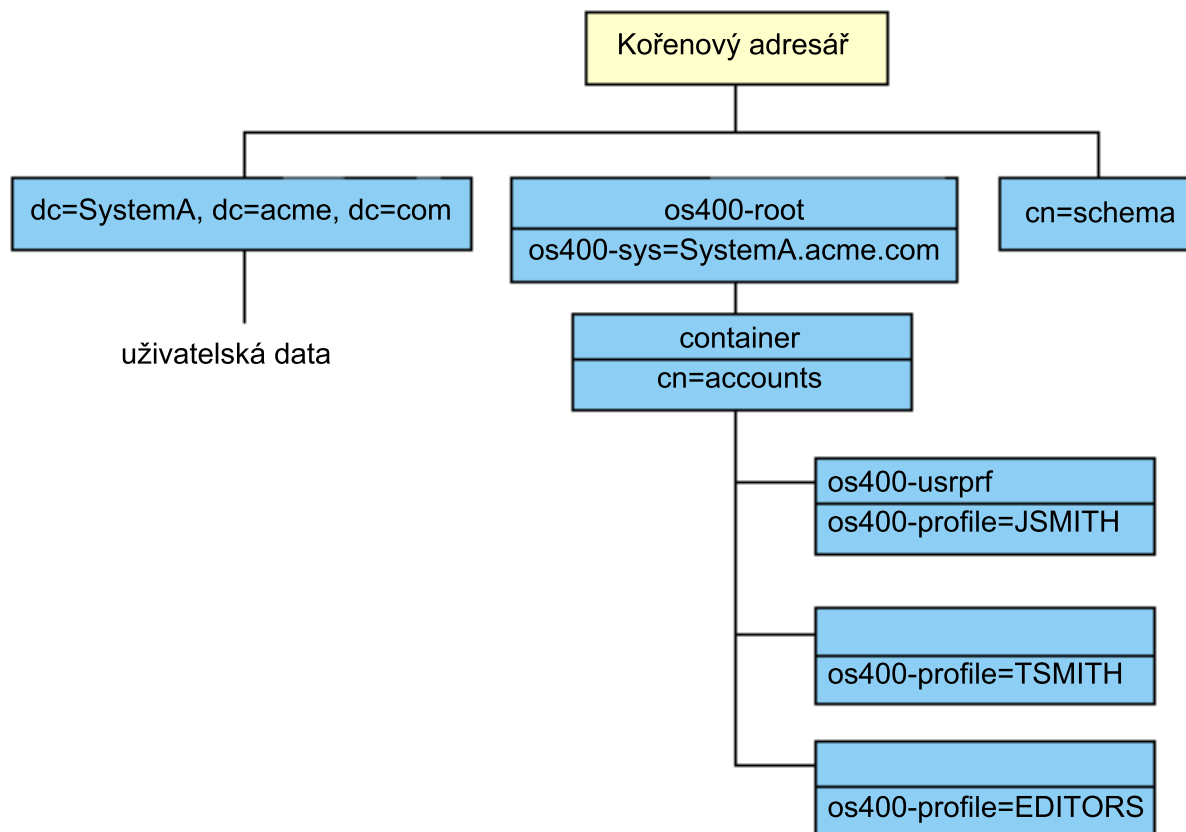 Kořenový adresář
dc=SystemA, dc=acme, dc=com
os400-root
os400-sys=SystemA.acme.com
cn=schema
uživatelská data
container
cn=accounts
os400-usrprf
os400-profile=JSMITH
os400-profile=TSMITH
os400-profile=EDITORS